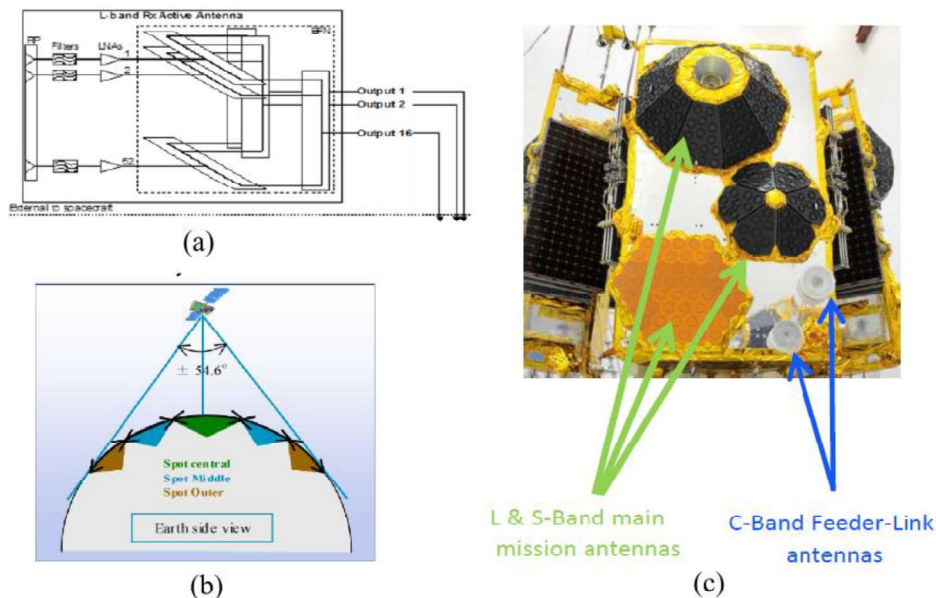 L-band Rx Active Antenna
BFN
RP
Filters
LNAs
1
2
52
Output 1
Output 2
Output 16
External to spacecraft
(a)
± 54.6°
Spot central
Spot Middle
Spot Outer
Earth side view
(b)
L & S-Band main
mission antennas
C-Band Feeder-Link
antennas
(c)